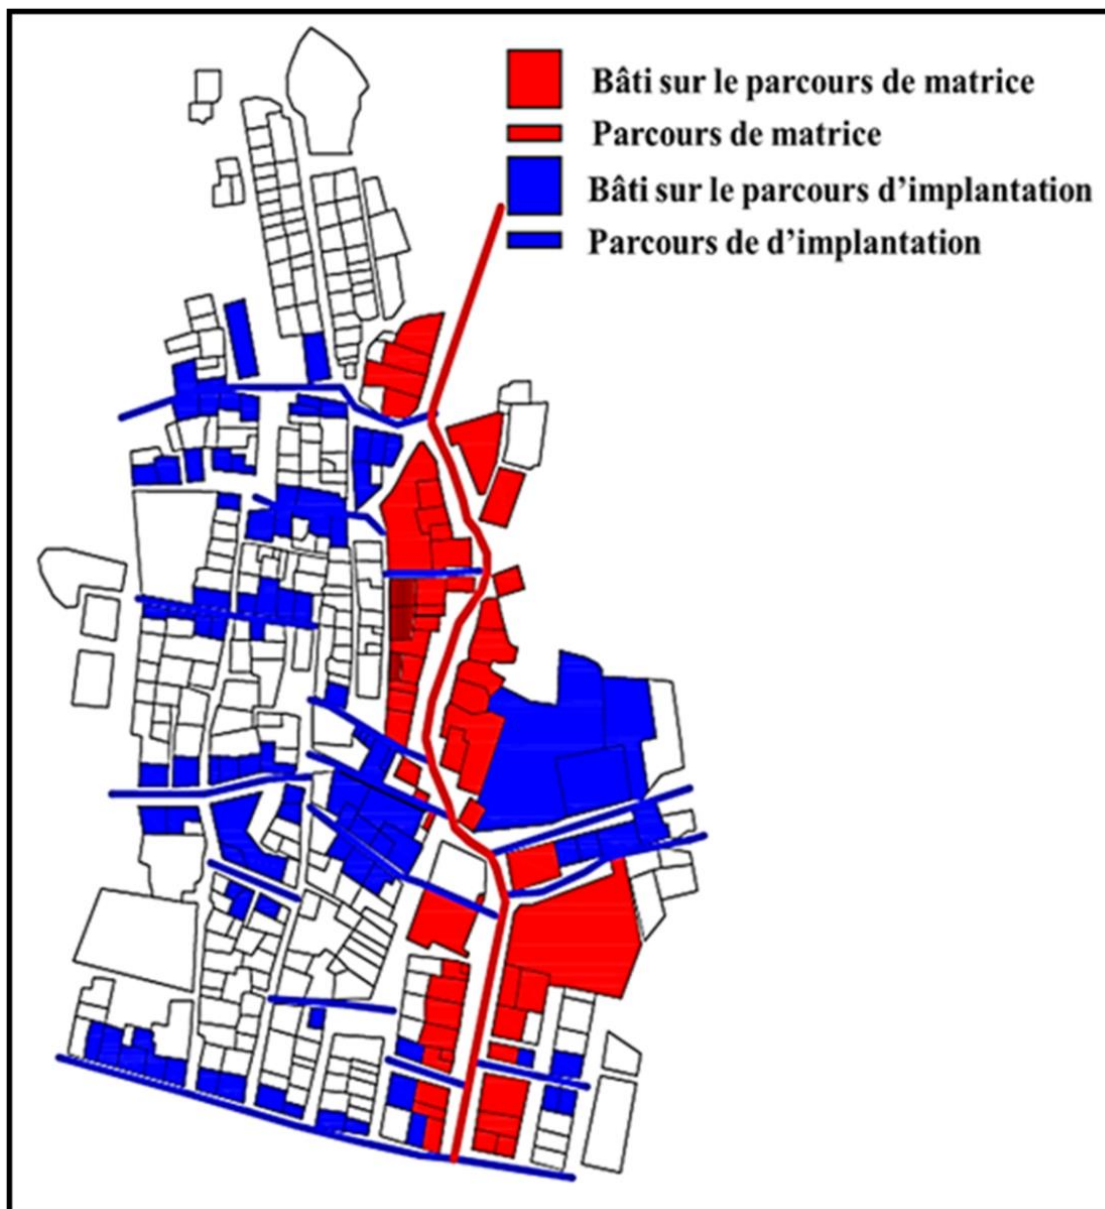 Bâti sur le parcours de matrice
Parcours de matrice
Bâti sur le parcours d’implantation
Parcours de d’implantation